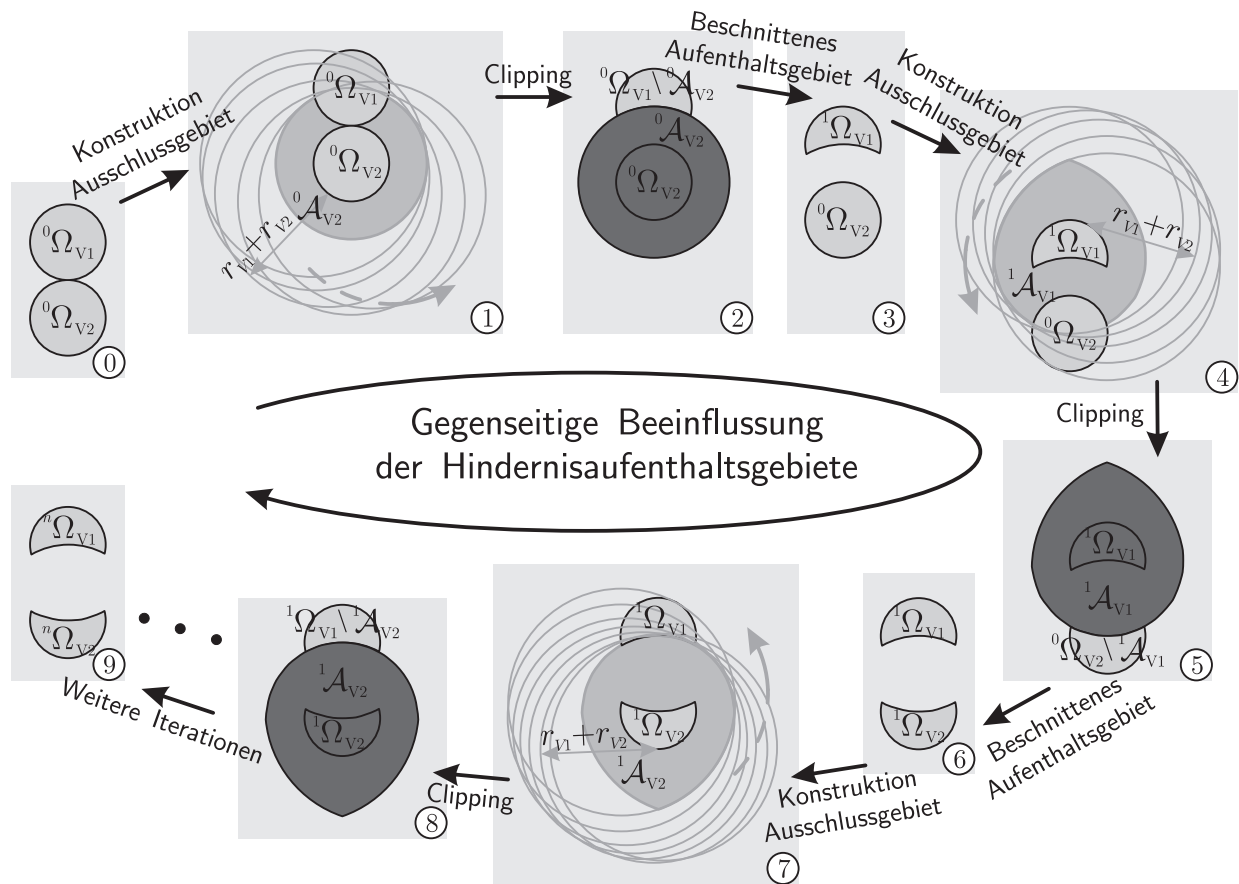 ⁰Ω_V1
⁰Ω_V2
⓪
Konstruktion
Ausschlussgebiet
⁰Ω_V1
⁰Ω_V2
⁰𝒜_V2
r_V1+r_V2
①
Clipping
⁰Ω_V1\⁰𝒜_V2
⁰𝒜_V2
⁰Ω_V2
②
Beschnittenes
Aufenthaltsgebiet
¹Ω_V1
⁰Ω_V2
③
Konstruktion
Ausschlussgebiet
r_V1+r_V2
¹Ω_V1
¹𝒜_V1
⁰Ω_V2
④
Clipping
Gegenseitige Beeinflussung
der Hindernisaufenthaltsgebiete
¹Ω_V1
¹𝒜_V1
⁰Ω_V2\¹𝒜_V1
⑤
Beschnittenes
Aufenthaltsgebiet
¹Ω_V1
¹Ω_V2
⑥
Konstruktion
Ausschlussgebiet
¹Ω_V1
¹Ω_V2
r_V1+r_V2
¹𝒜_V2
⑦
Clipping
¹Ω_V1\¹𝒜_V2
¹𝒜_V2
¹Ω_V2
⑧
Weitere Iterationen
ⁿΩ_V1
ⁿΩ_V2
⑨